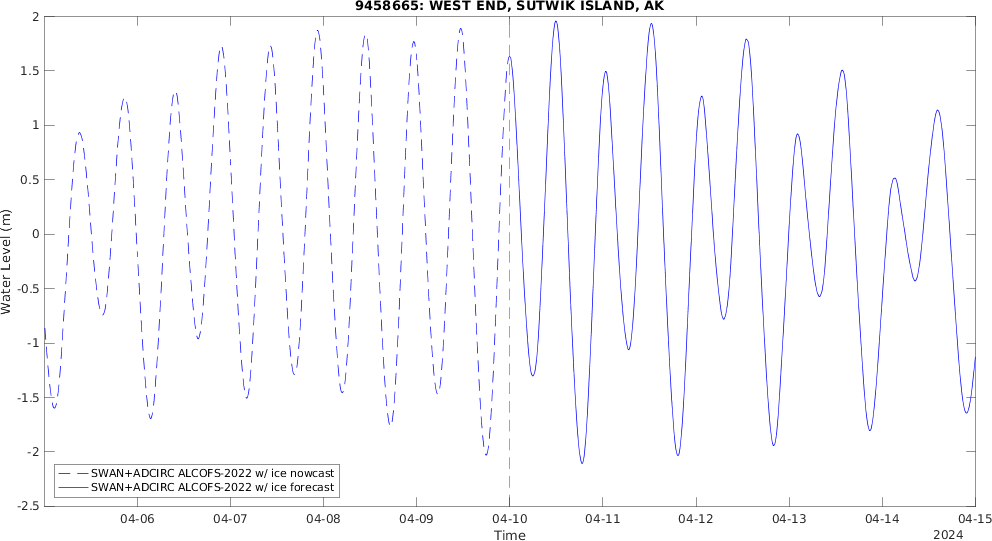 9458665: WEST END, SUTWIK ISLAND, AK
2
1.5
1
0.5
0
-0.5
-1
-1.5
-2
-2.5
Water Level (m)
SWAN+ADCIRC ALCOFS-2022 w/ ice nowcast
SWAN+ADCIRC ALCOFS-2022 w/ ice forecast
04-06 04-07 04-08 04-09 04-10 04-11 04-12 04-13 04-14 04-15
Time
2024